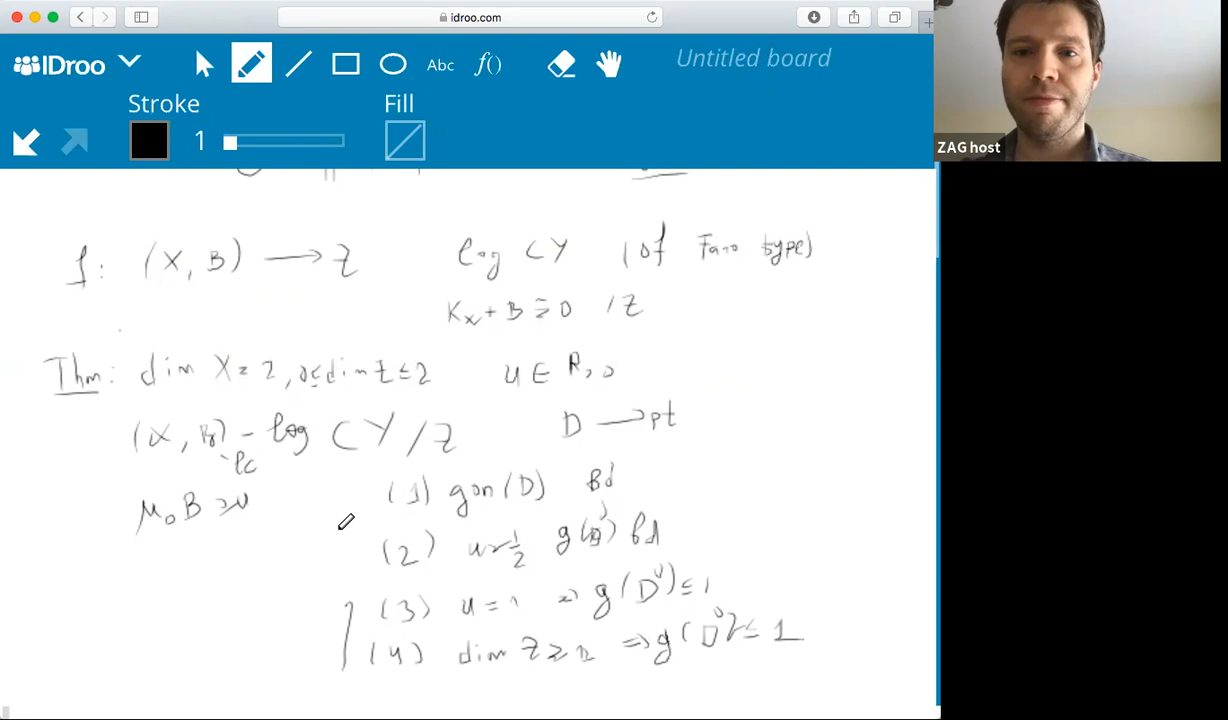 idroo.com
IDroo
Abc
f()
Untitled board
Stroke
Fill
1
ZAG host
f: (X, B) → Z log CY (of Fano type)
K_X + B ≡ 0 /Z
Thm: dim X = 2, 0 ≤ dim Z ≤ 2 u ∈ R>0
(X, B) - log CY / Z D → pt
lc
(1) gon(D) bd
μ_D B ≥ u
(2) u > 1/2 g(D^ν) bd
(3) u = 1 => g(D^ν) ≤ 1
(4) dim Z ≥ => g(D^ν) ≤ 1